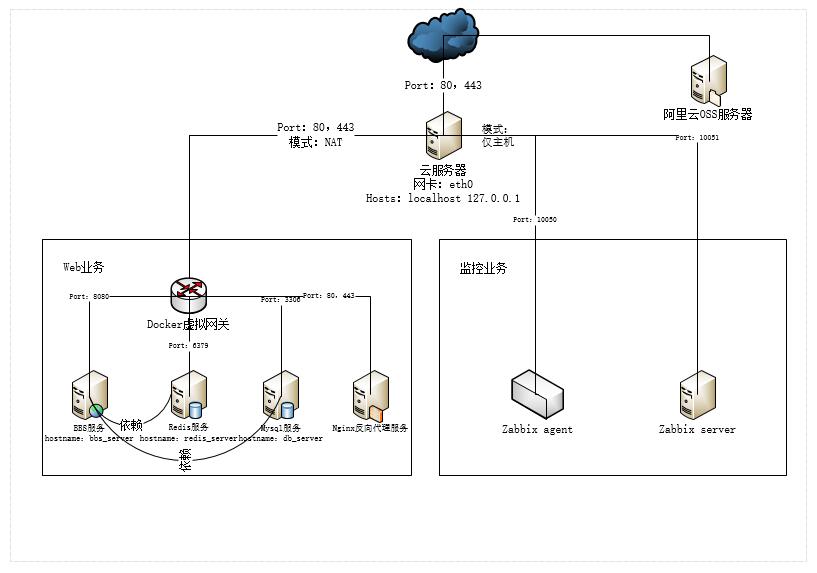 Port: 80, 443
阿里云OSS服务器
Port: 80, 443
模式: NAT
模式:
仅主机
Port: 10051
云服务器
网卡: eth0
Hosts: localhost 127.0.0.1
Port: 10050
Web业务
监控业务
Port: 8080
Port: 3306
Port: 80, 443
Docker虚拟网关
Port: 6379
依赖
BBS服务
hostname: bbs_server
Redis服务
hostname: redis_server
Mysql服务
hostname: db_server
Nginx反向代理服务
依赖
Zabbix agent
Zabbix server